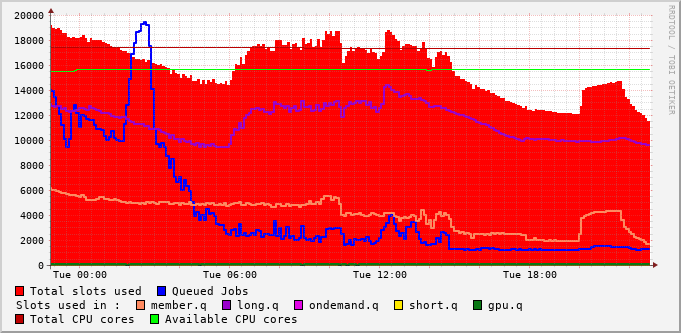 20000
18000
16000
14000
12000
10000
8000
6000
4000
2000
0
Tue 00:00 Tue 06:00 Tue 12:00 Tue 18:00
RRDTOOL / TOBI OETIKER
Total slots used Queued Jobs
Slots used in : member.q long.q ondemand.q short.q gpu.q
Total CPU cores Available CPU cores